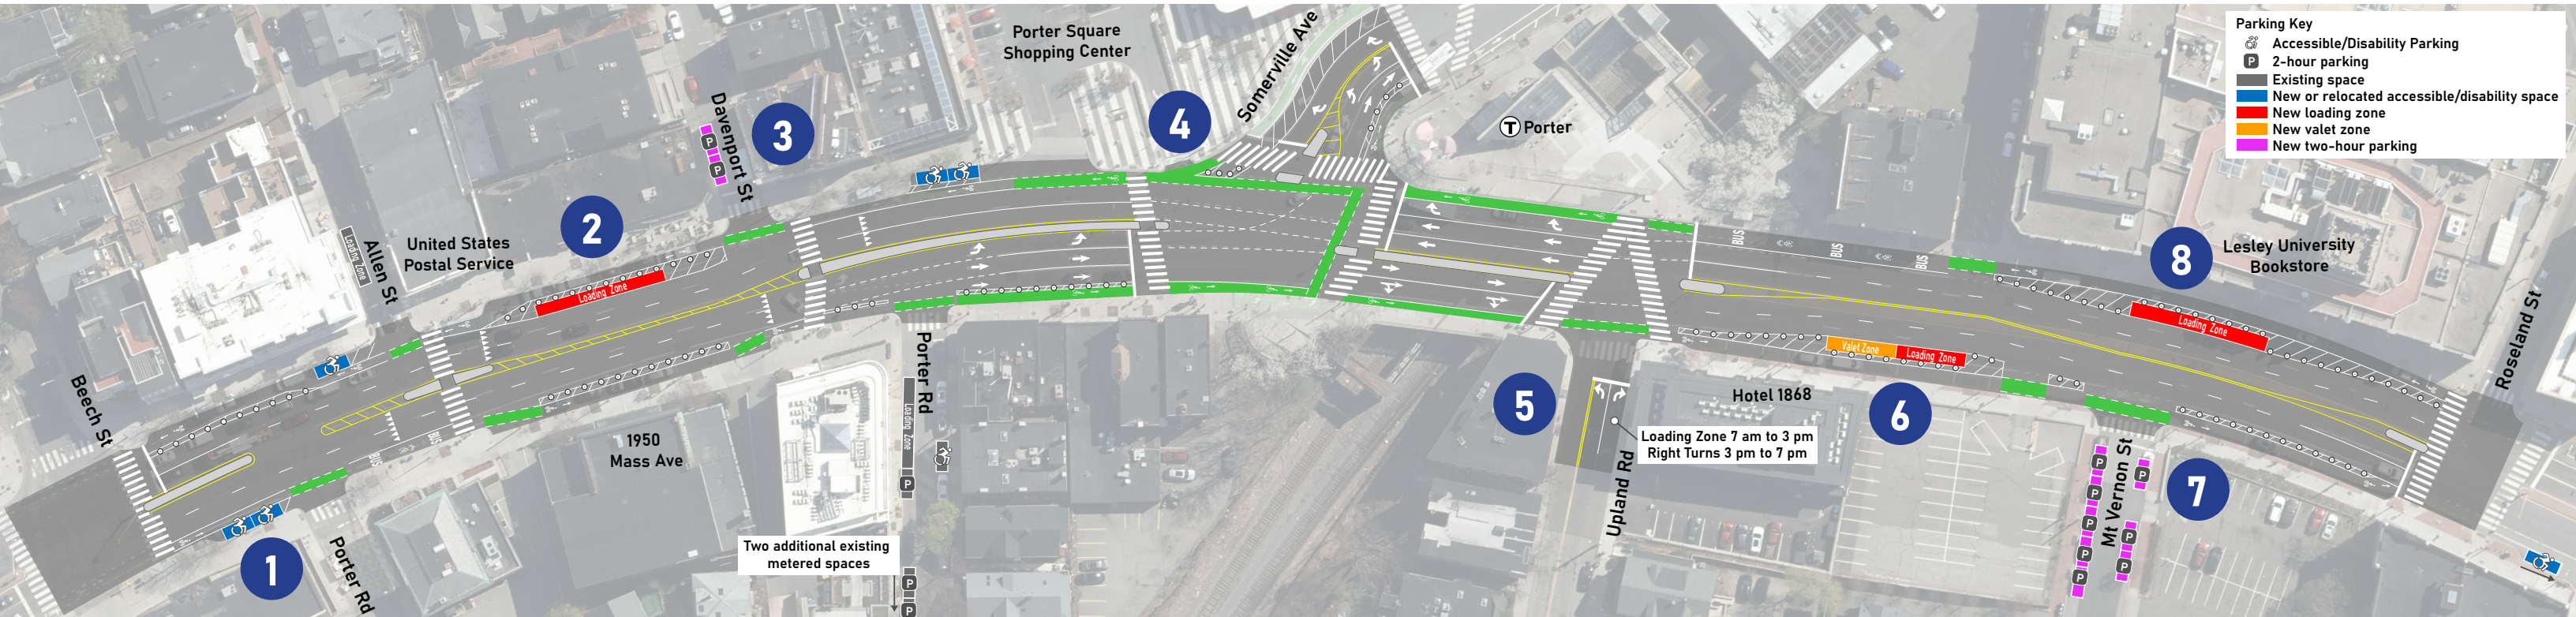 Parking Key
Accessible/Disability Parking
P 2-hour parking
Existing space
New or relocated accessible/disability space
New loading zone
New valet zone
New two-hour parking
Porter Square
Shopping Center
Somerville Ave
T Porter
Davenport St
P
P
3
4
2
United States
Postal Service
Allen St
Loading Zone
Loading Zone
Beech St
BUS
BUS
1
Porter Rd
1950
Mass Ave
Porter Rd
Loading Zone
P
Two additional existing
metered spaces
P
P
5
Upland Rd
Loading Zone 7 am to 3 pm
Right Turns 3 pm to 7 pm
Hotel 1868
Valet Zone
Loading Zone
6
BUS
BUS
BUS
Mt Vernon St
P
P
P
P
P
P
P
P
7
8
Lesley University
Bookstore
Loading Zone
Roseland St